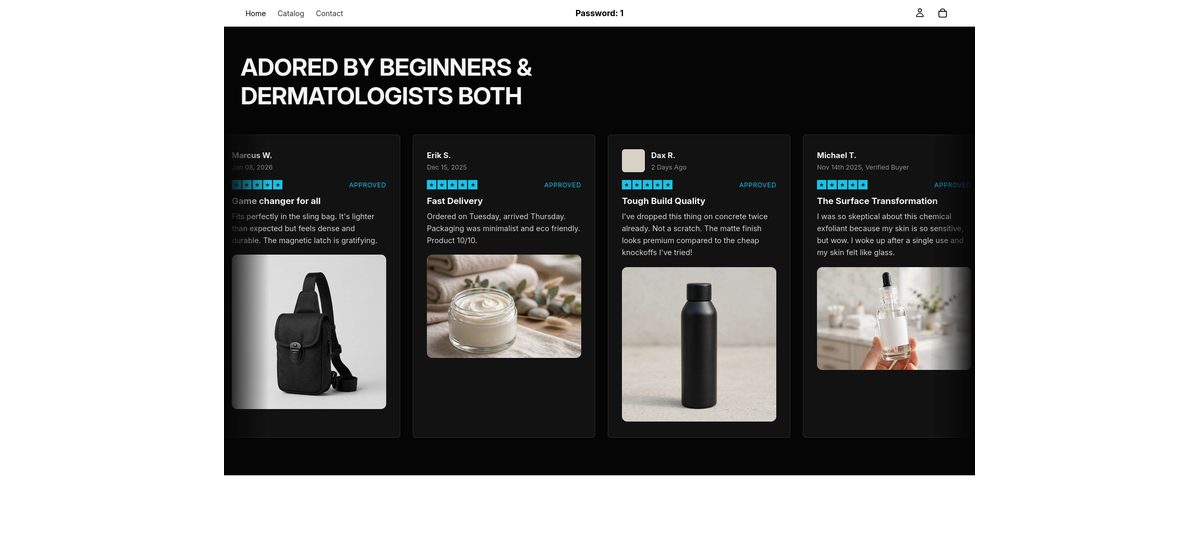 Home Catalog Contact Password: 1
ADORED BY BEGINNERS &
DERMATOLOGISTS BOTH
Marcus W.
Jan 08, 2026
APPROVED
Game changer for all
Fits perfectly in the sling bag. It's lighter
than expected but feels dense and
durable. The magnetic latch is gratifying.
Erik S.
Dec 15, 2025
APPROVED
Fast Delivery
Ordered on Tuesday, arrived Thursday.
Packaging was minimalist and eco friendly.
Product 10/10.
Dax R.
2 Days Ago
APPROVED
Tough Build Quality
I've dropped this thing on concrete twice
already. Not a scratch. The matte finish
looks premium compared to the cheap
knockoffs I've tried!
Michael T.
Nov 14th 2025, Verified Buyer
APPROVED
The Surface Transformation
I was so skeptical about this chemical
exfoliant because my skin is so sensitive,
but wow. I woke up after a single use and
my skin felt like glass.